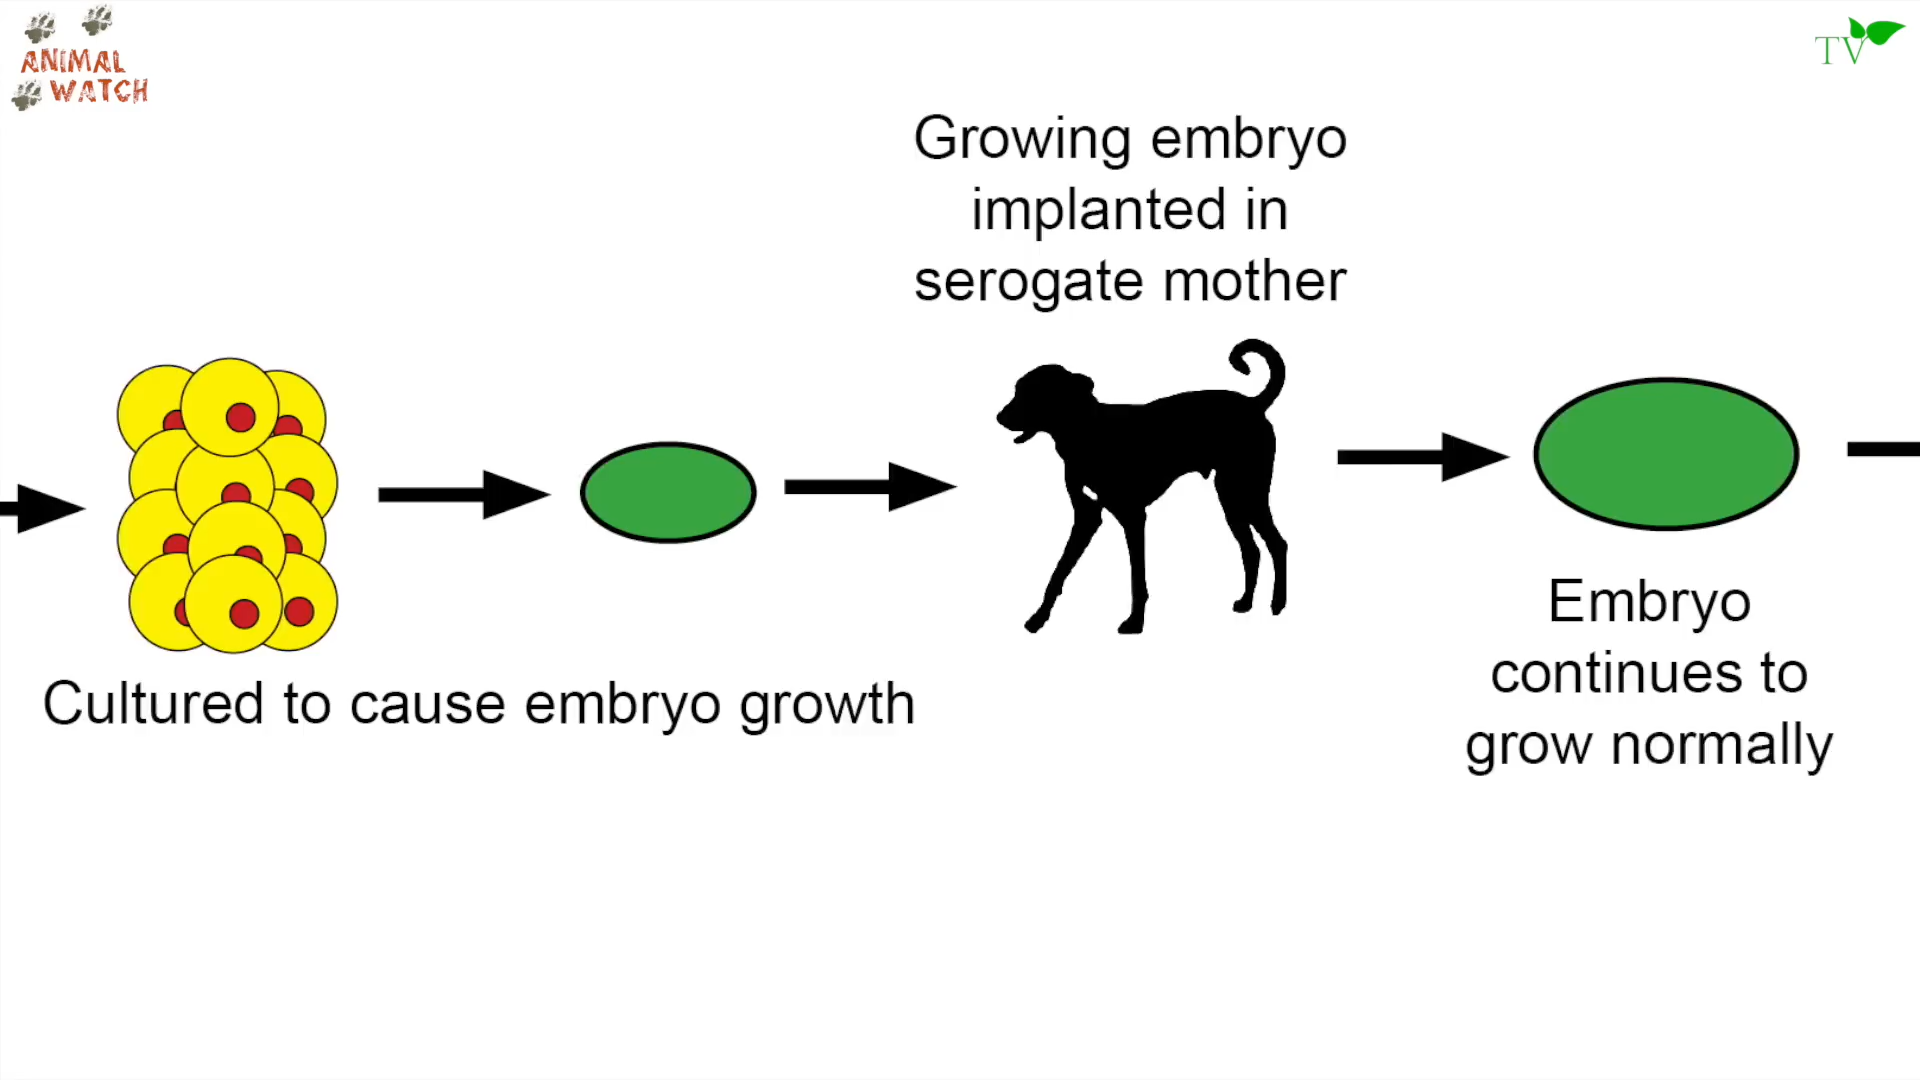 ANIMAL
WATCH
TV
Growing embryo
implanted in
serogate mother
Cultured to cause embryo growth
Embryo
continues to
grow normally